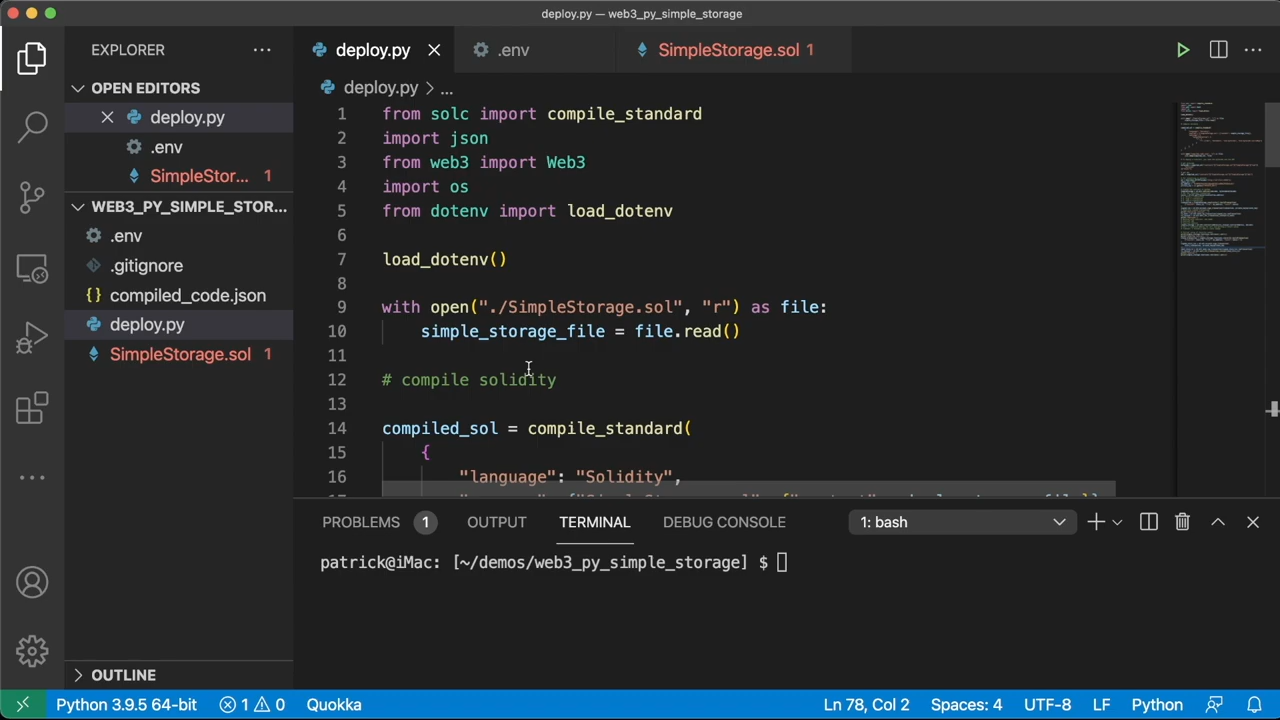 deploy.py — web3_py_simple_storage
EXPLORER
OPEN EDITORS
deploy.py
.env
SimpleStor... 1
WEB3_PY_SIMPLE_STOR...
.env
.gitignore
{} compiled_code.json
deploy.py
SimpleStorage.sol 1
OUTLINE
deploy.py
.env
SimpleStorage.sol 1
deploy.py > ...
1 from solc import compile_standard
2 import json
3 from web3 import Web3
4 import os
5 from dotenv import load_dotenv
6
7 load_dotenv()
8
9 with open("./SimpleStorage.sol", "r") as file:
10 simple_storage_file = file.read()
11
12 # compile solidity
13
14 compiled_sol = compile_standard(
15 {
16 "language": "Solidity",
PROBLEMS 1 OUTPUT TERMINAL DEBUG CONSOLE 1: bash
patrick@iMac: [~/demos/web3_py_simple_storage] $
Python 3.9.5 64-bit 1 0 Quokka Ln 78, Col 2 Spaces: 4 UTF-8 LF Python